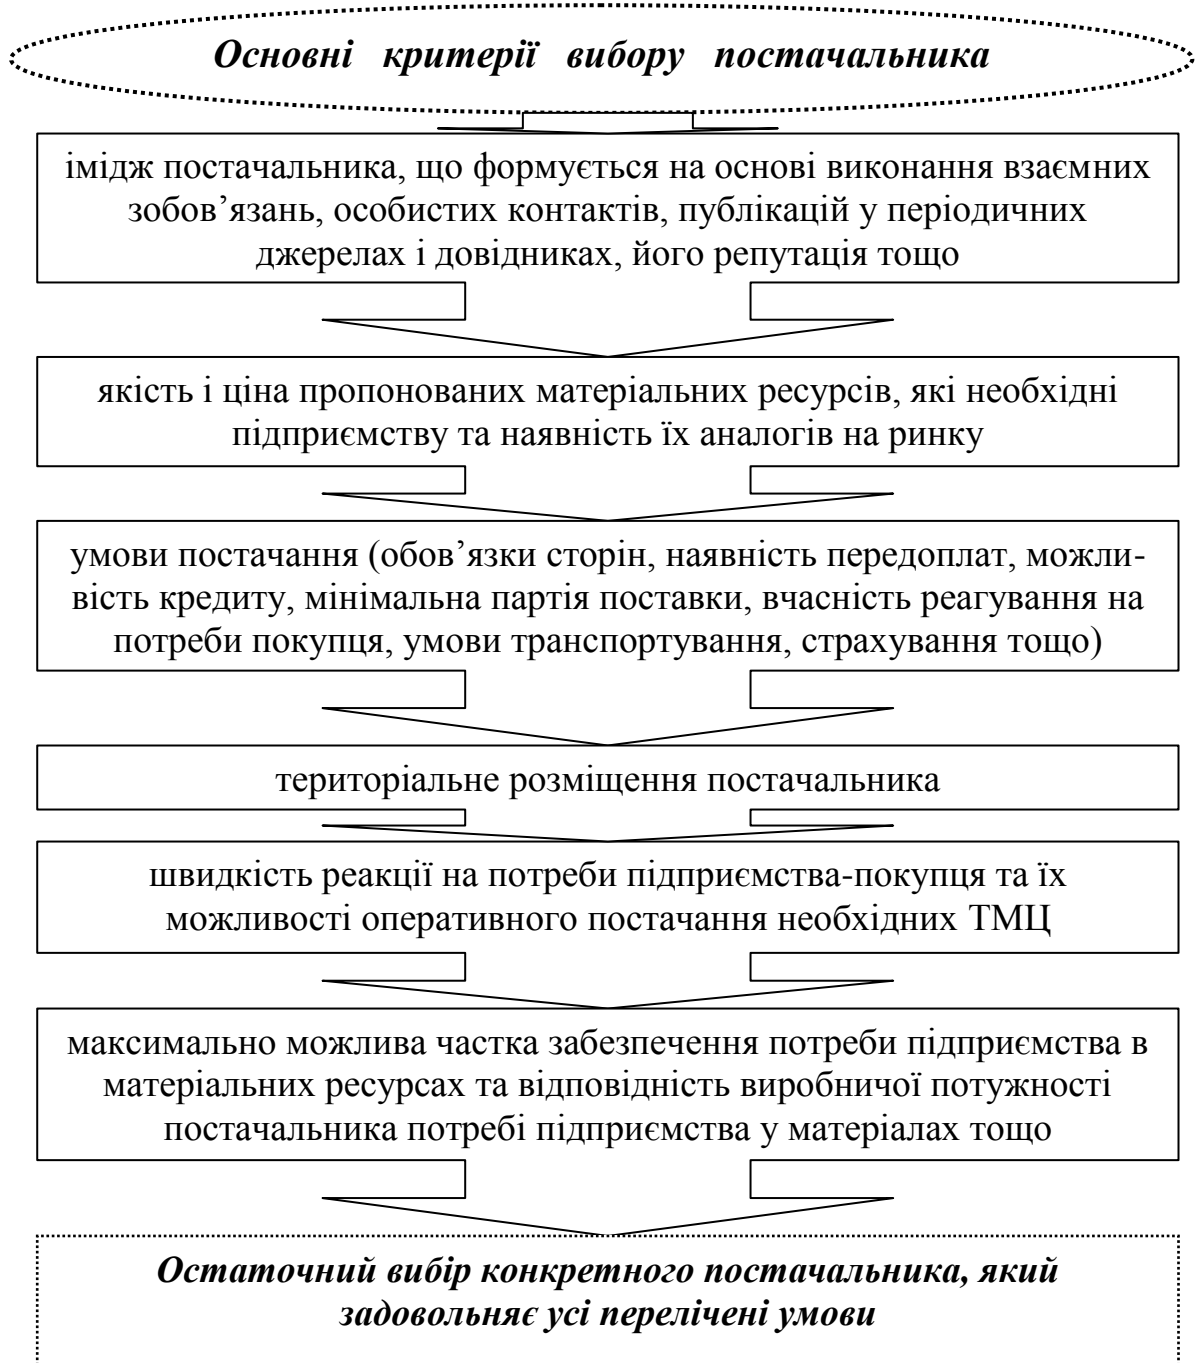 Основні критерії вибору постачальника
імідж постачальника, що формується на основі виконання взаємних
зобов’язань, особистих контактів, публікацій у періодичних
джерелах і довідниках, його репутація тощо
якість і ціна пропонованих матеріальних ресурсів, які необхідні
підприємству та наявність їх аналогів на ринку
умови постачання (обов’язки сторін, наявність передоплат, можли-
вість кредиту, мінімальна партія поставки, вчасність реагування на
потреби покупця, умови транспортування, страхування тощо)
територіальне розміщення постачальника
швидкість реакції на потреби підприємства-покупця та їх
можливості оперативного постачання необхідних ТМЦ
максимально можлива частка забезпечення потреби підприємства в
матеріальних ресурсах та відповідність виробничої потужності
постачальника потребі підприємства у матеріалах тощо
Остаточний вибір конкретного постачальника, який
задовольняє усі перелічені умови